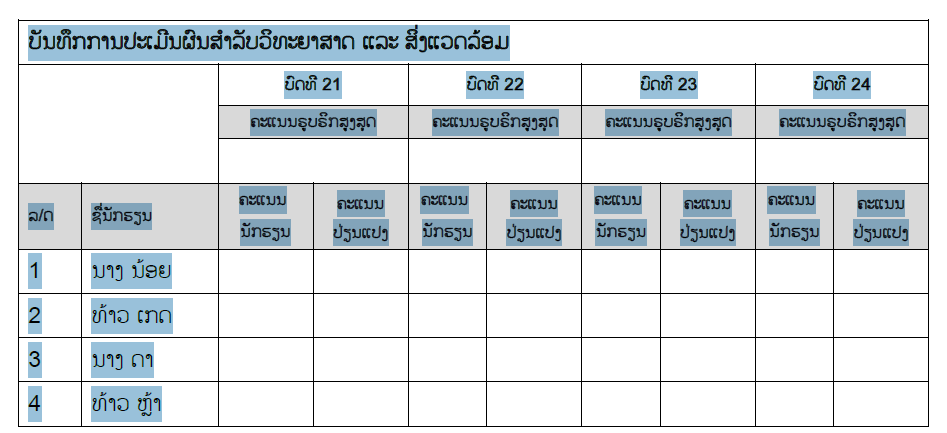 ບັນທຶກການປະເມີນຜົນສໍາລັບວິທະຍາສາດ ແລະ ສິ່ງແວດລ້ອມ
ບົດທີ 21 ບົດທີ 22 ບົດທີ 23 ບົດທີ 24
ຄະແນນຣູບຣິກສູງສຸດ ຄະແນນຣູບຣິກສູງສຸດ ຄະແນນຣູບຣິກສູງສຸດ ຄະແນນຣູບຣິກສູງສຸດ
ລ/ດ ຊື່ນັກຮຽນ ຄະແນນ ຄະແນນ ຄະແນນ ຄະແນນ ຄະແນນ ຄະແນນ ຄະແນນ ຄະແນນ
ນັກຮຽນ ປ່ຽນແປງ ນັກຮຽນ ປ່ຽນແປງ ນັກຮຽນ ປ່ຽນແປງ ນັກຮຽນ ປ່ຽນແປງ
1 ນາງ ນ້ອຍ
2 ທ້າວ ເກດ
3 ນາງ ດາ
4 ທ້າວ ຫຼ້າ